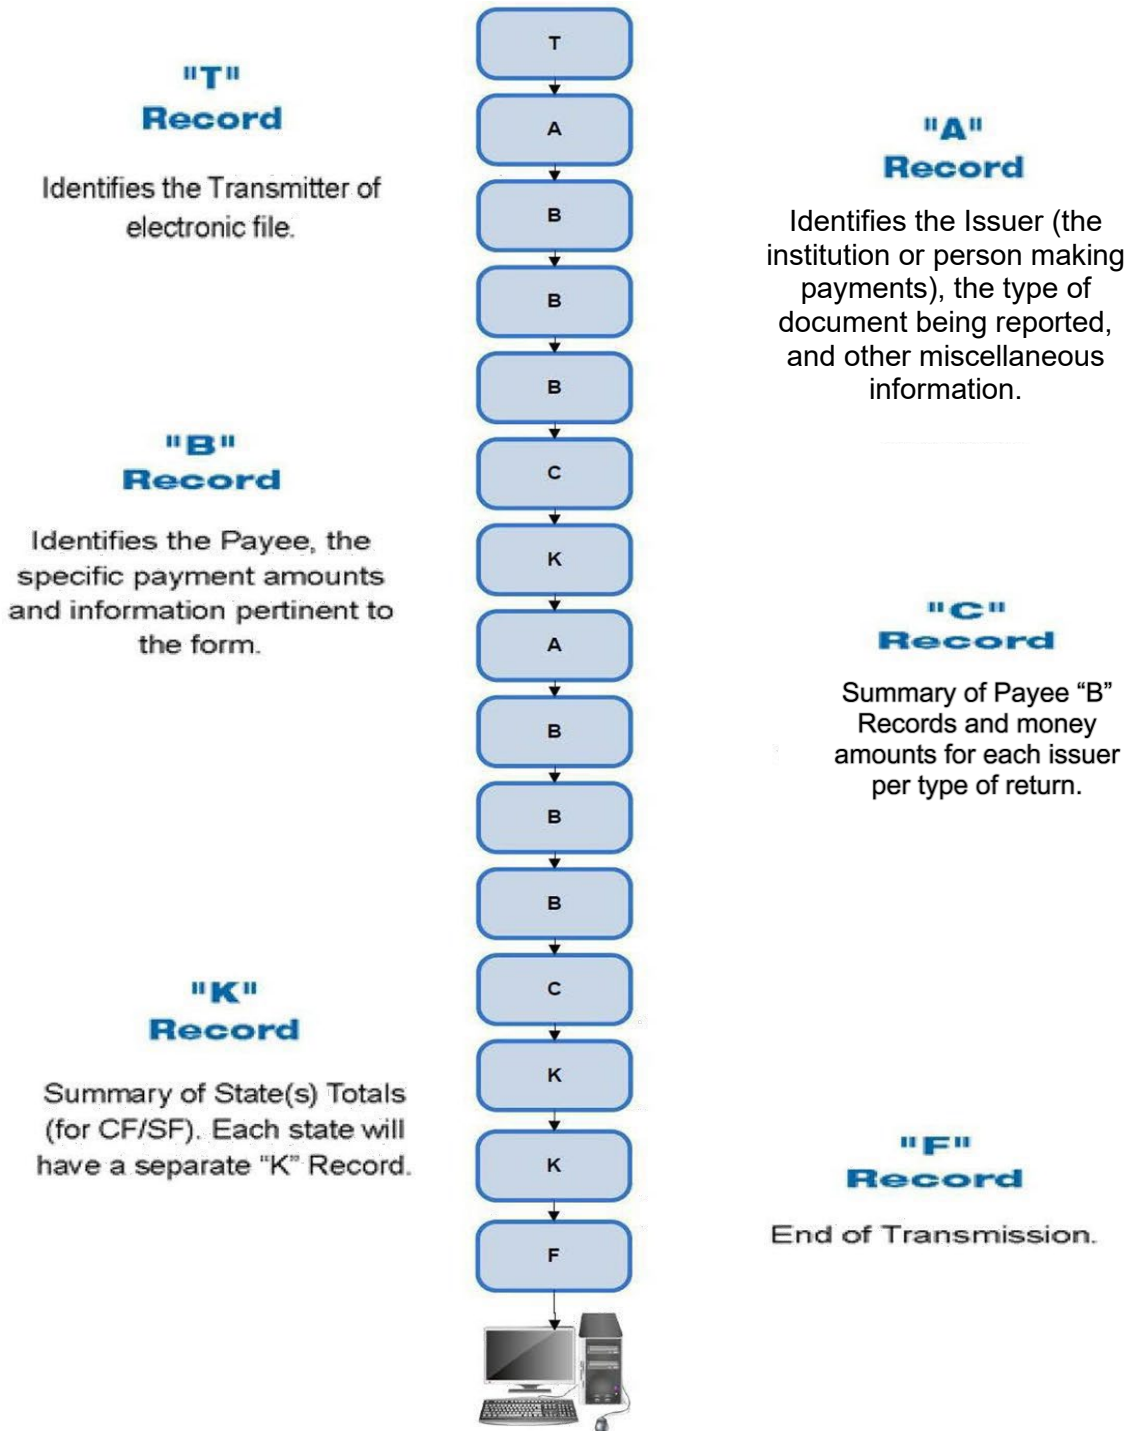 T
"T"
Record
Identifies the Transmitter of
electronic file.
A
"A"
Record
Identifies the Issuer (the
institution or person making
payments), the type of
document being reported,
and other miscellaneous
information.
B
B
B
"B"
Record
Identifies the Payee, the
specific payment amounts
and information pertinent to
the form.
C
K
A
"C"
Record
Summary of Payee “B”
Records and money
amounts for each issuer
per type of return.
B
B
B
C
"K"
Record
Summary of State(s) Totals
(for CF/SF). Each state will
have a separate “K” Record.
K
K
"F"
Record
End of Transmission.
F